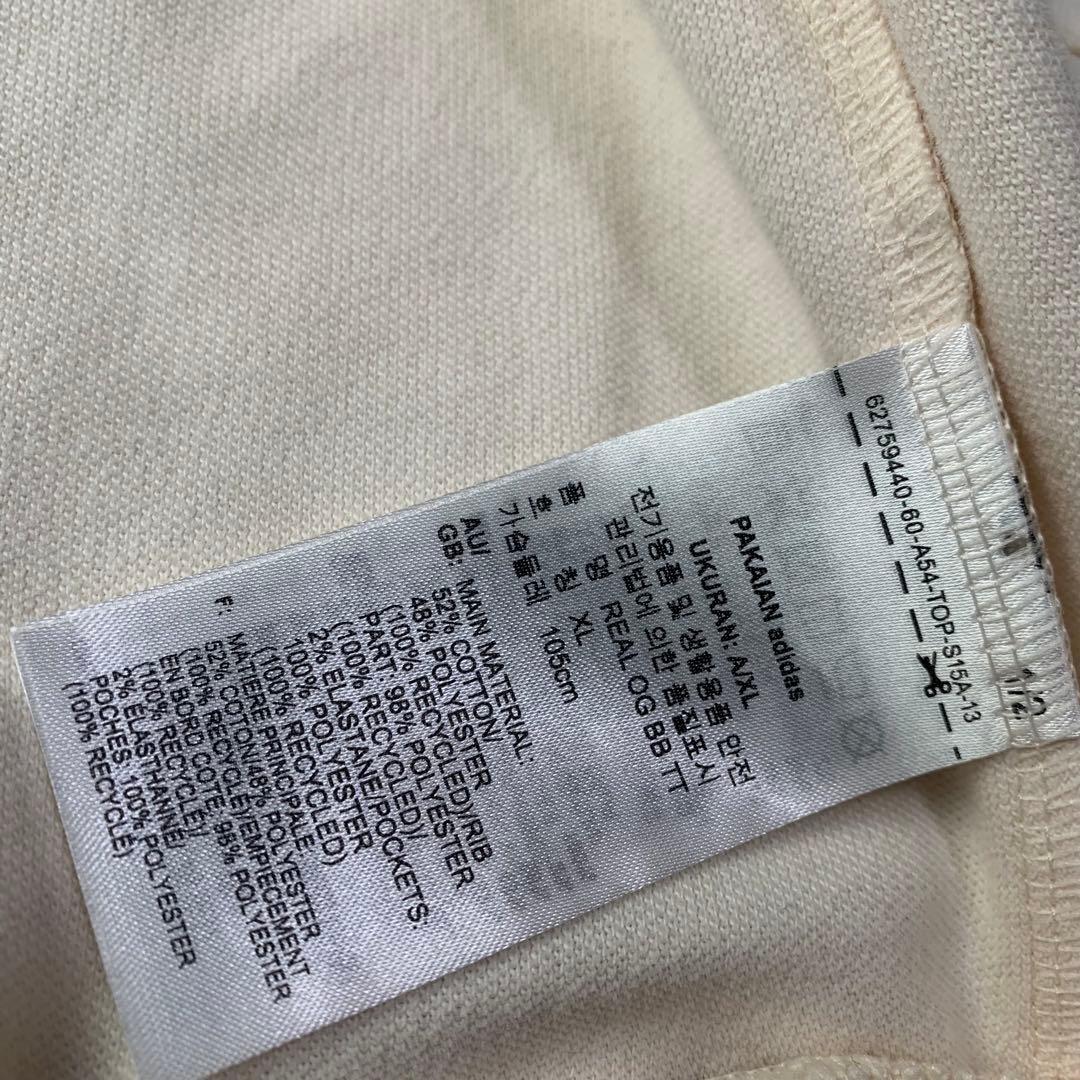 62759440-60-A54-TOP-S15A-13
PAKAIAN adidas
UKURAN: A/XL
전기용품 및 생활용품 안전
관리법에 의한 품질표시
품 명 REAL OG BB TT
호 칭 XL
가슴둘레 105cm
AU/
GB: MAIN MATERIAL:
52% COTTON/
48% POLYESTER
(100% RECYCLED)/RIB
PART: 98% POLYESTER
(100% RECYCLED)/
2% ELASTANE/POCKETS:
100% POLYESTER
(100% RECYCLED)
F: MATIERE PRINCIPALE:
52% COTON/48% POLYESTER
(100% RECYCLE)/EMPIECEMENT
EN BORD COTE: 98% POLYESTER
(100% RECYCLE)/
2% ELASTHANNE/
POCHES: 100% POLYESTER
(100% RECYCLE)